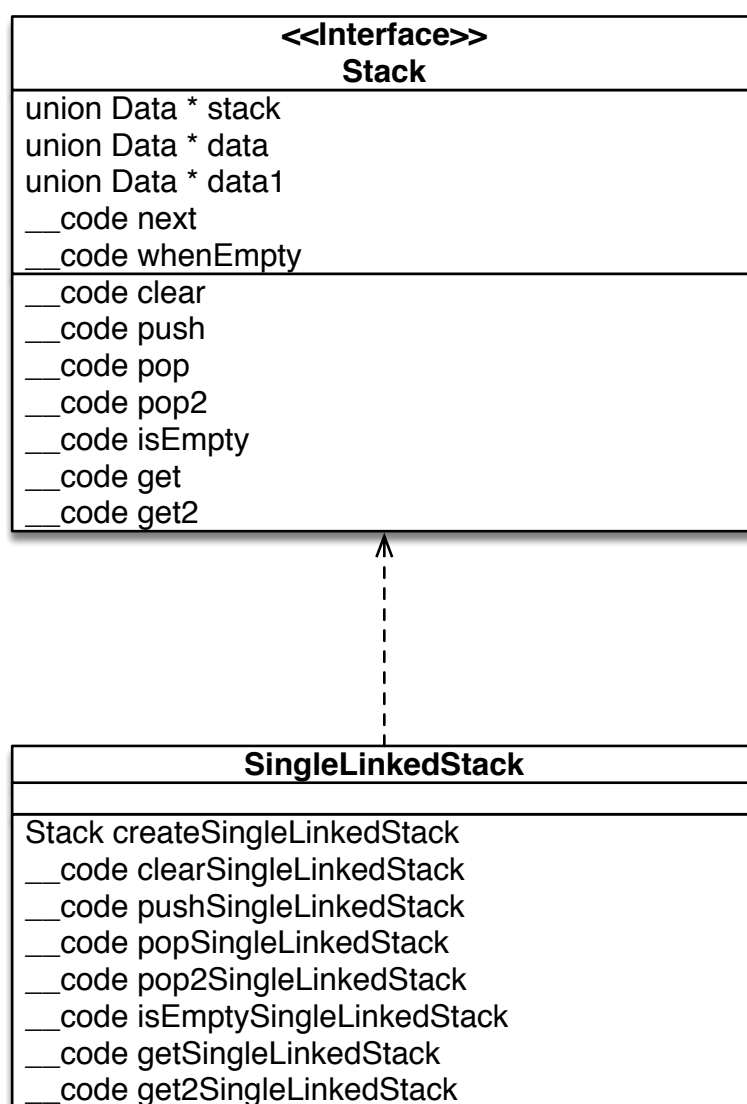 <<Interface>>
Stack
union Data * stack
union Data * data
union Data * data1
__code next
__code whenEmpty
__code clear
__code push
__code pop
__code pop2
__code isEmpty
__code get
__code get2
SingleLinkedStack
Stack createSingleLinkedStack
__code clearSingleLinkedStack
__code pushSingleLinkedStack
__code popSingleLinkedStack
__code pop2SingleLinkedStack
__code isEmptySingleLinkedStack
__code getSingleLinkedStack
__code get2SingleLinkedStack